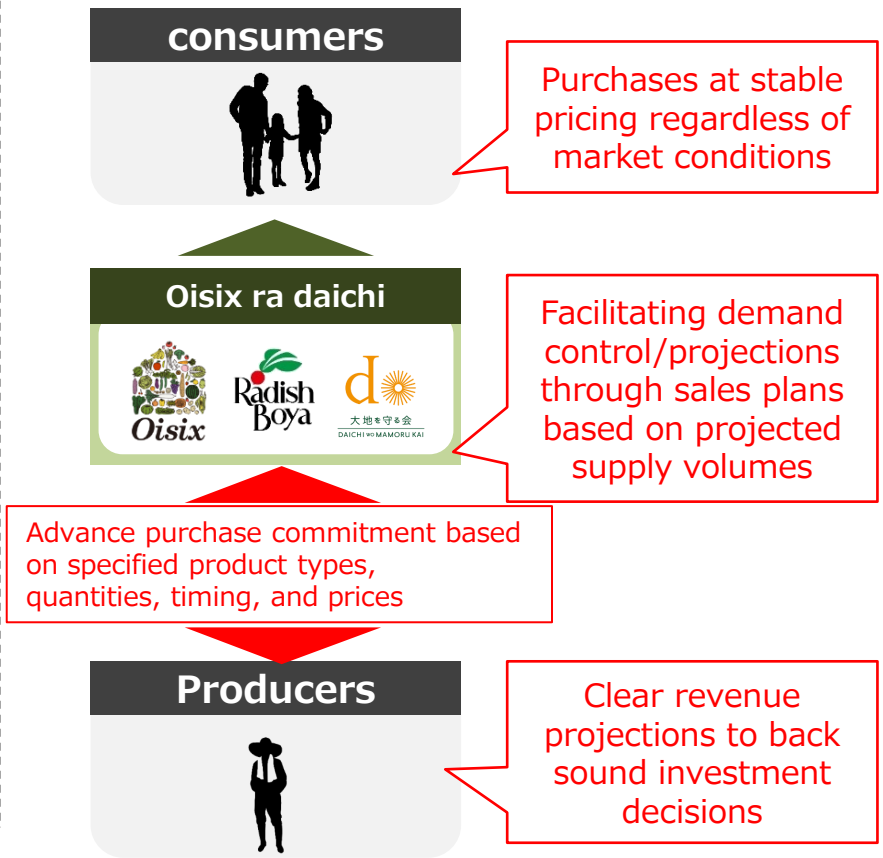 consumers
Purchases at stable
pricing regardless of
market conditions
Oisix ra daichi
Oisix
Radish
Boya
do
大地を守る会
DAICHI WO MAMORU KAI
Facilitating demand
control/projections
through sales plans
based on projected
supply volumes
Advance purchase commitment based
on specified product types,
quantities, timing, and prices
Producers
Clear revenue
projections to back
sound investment
decisions